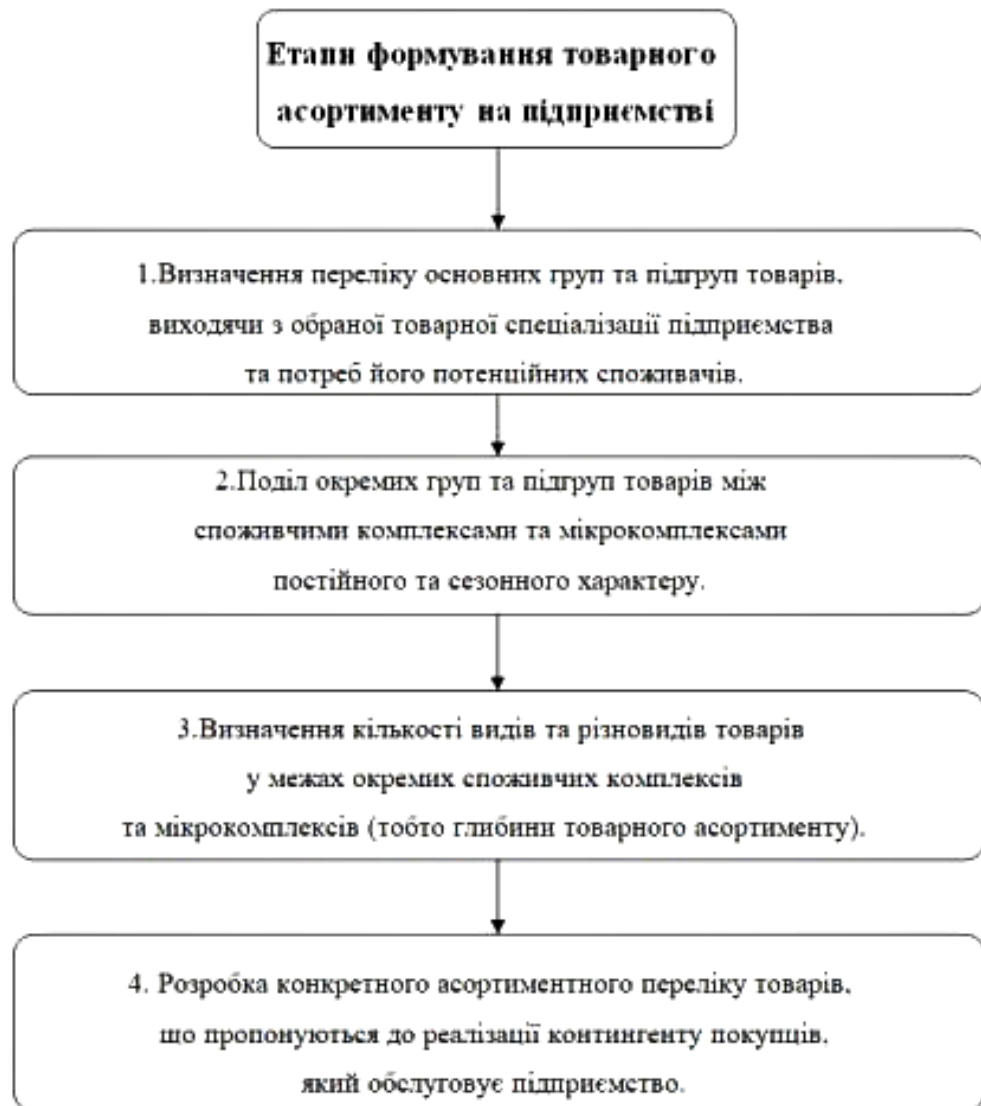 Етапи формування товарного
асортименту на підприємстві
1.Визначення переліку основних груп та підгруп товарів,
виходячи з обраної товарної спеціалізації підприємства
та потреб його потенційних споживачів.
2.Поділ окремих груп та підгруп товарів між
споживчими комплексами та мікрокомплексами
постійного та сезонного характеру.
3.Визначення кількості видів та різновидів товарів
у межах окремих споживчих комплексів
та мікрокомплексів (тобто глибини товарного асортименту).
4. Розробка конкретного асортиментного переліку товарів,
що пропонуються до реалізації контингенту покупців,
який обслуговує підприємство.